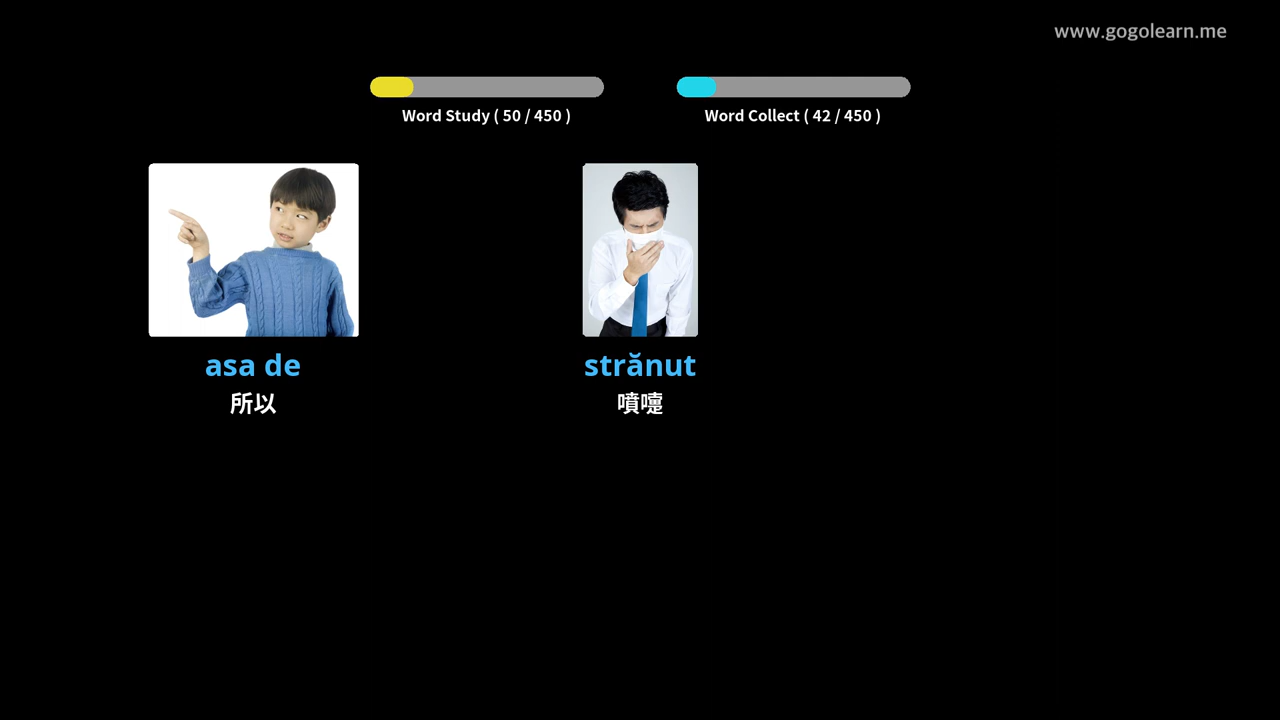 www.gogolearn.me
Word Study ( 50 / 450 )
Word Collect ( 42 / 450 )
asa de
strănut
所以
噴嚏